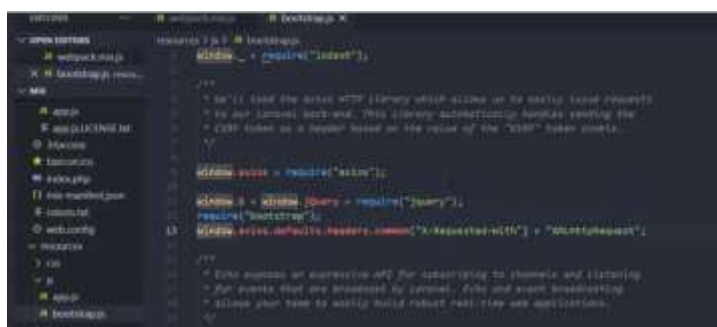 webpack.mix.js
bootstrap.js
OPEN EDITORS
webpack.mix.js
bootstrap.js
MIX
app.js
app.js.LICENSE.txt
.htaccess
favicon.ico
index.php
mix-manifest.json
robots.txt
web.config
resources
css
js
app.js
bootstrap.js
resources > js > bootstrap.js
window._ = require("lodash");
/**
* We'll load the axios HTTP library which allows us to easily issue requests
* to our Laravel back-end. This library automatically handles sending the
* CSRF token as a header based on the value of the "XSRF" token cookie.
*/
window.axios = require("axios");
window.$ = window.jQuery = require("jquery");
require("bootstrap");
13 window.axios.defaults.headers.common["X-Requested-With"] = "XMLHttpRequest";
/**
* Echo exposes an expressive API for subscribing to channels and listening
* for events that are broadcast by Laravel. Echo and event broadcasting
* allows your team to easily build robust real-time web applications.
*/